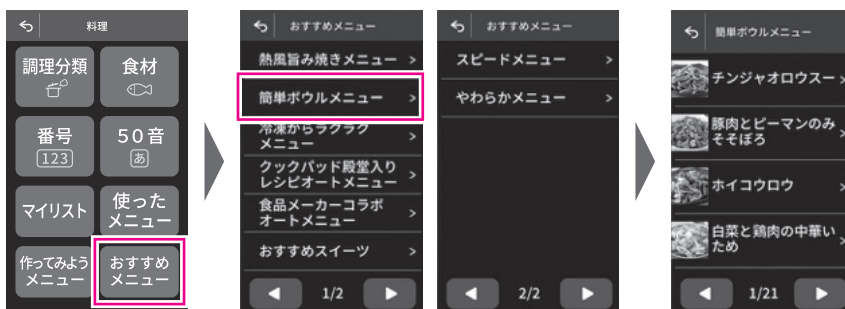 料理
調理分類
食材
番号
123
50音
あ
マイリスト
使った
メニュー
作ってみよう
メニュー
おすすめ
メニュー
おすすめメニュー
熱風旨み焼きメニュー >
簡単ボウルメニュー >
冷凍からラクラク
メニュー >
クックパッド殿堂入り
レシピオートメニュー >
食品メーカーコラボ
オートメニュー >
おすすめスイーツ >
1/2
おすすめメニュー
スピードメニュー >
やわらかメニュー >
2/2
簡単ボウルメニュー
チンジャオロウスー >
豚肉とピーマンのみ
そそぼろ >
ホイコウロウ >
白菜と鶏肉の中華い
ため >
1/21